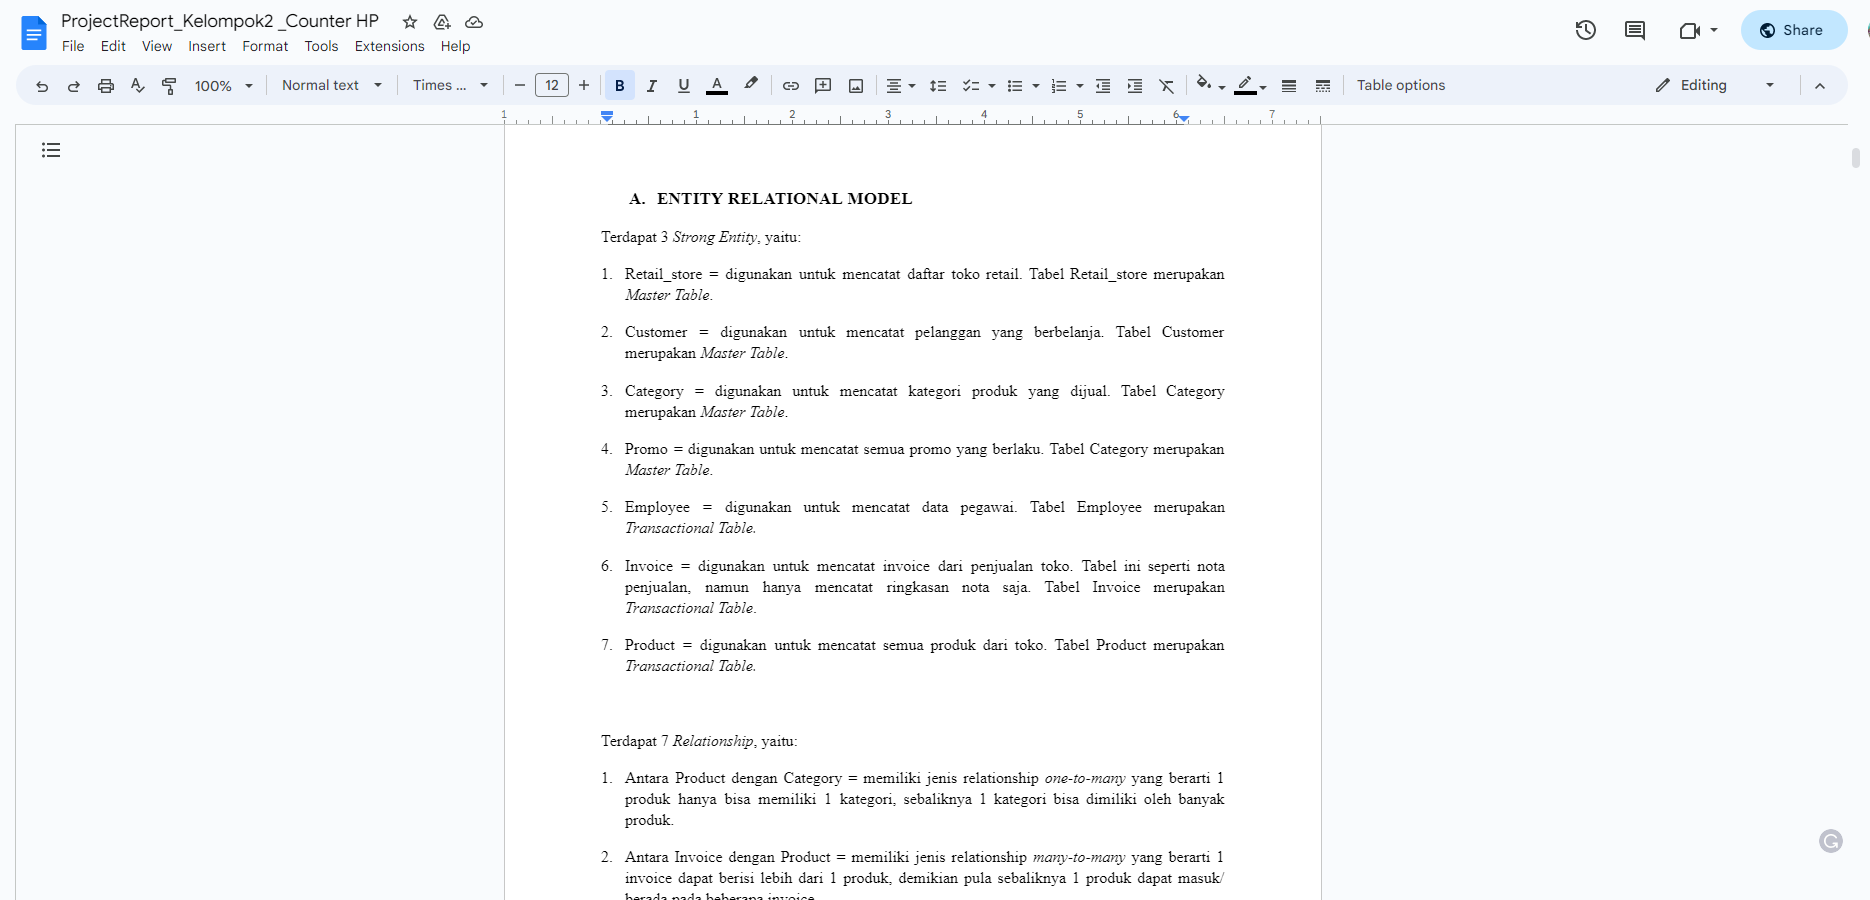 ProjectReport_Kelompok2 _Counter HP
File Edit View Insert Format Tools Extensions Help
Share
100% Normal text Times ... 12 B I U A Table options Editing
1 1 2 3 4 5 6 7
A. ENTITY RELATIONAL MODEL
Terdapat 3 Strong Entity, yaitu:
1. Retail_store = digunakan untuk mencatat daftar toko retail. Tabel Retail_store merupakan
Master Table.
2. Customer = digunakan untuk mencatat pelanggan yang berbelanja. Tabel Customer
merupakan Master Table.
3. Category = digunakan untuk mencatat kategori produk yang dijual. Tabel Category
merupakan Master Table.
4. Promo = digunakan untuk mencatat semua promo yang berlaku. Tabel Category merupakan
Master Table.
5. Employee = digunakan untuk mencatat data pegawai. Tabel Employee merupakan
Transactional Table.
6. Invoice = digunakan untuk mencatat invoice dari penjualan toko. Tabel ini seperti nota
penjualan, namun hanya mencatat ringkasan nota saja. Tabel Invoice merupakan
Transactional Table.
7. Product = digunakan untuk mencatat semua produk dari toko. Tabel Product merupakan
Transactional Table.
Terdapat 7 Relationship, yaitu:
1. Antara Product dengan Category = memiliki jenis relationship one-to-many yang berarti 1
produk hanya bisa memiliki 1 kategori, sebaliknya 1 kategori bisa dimiliki oleh banyak
produk.
2. Antara Invoice dengan Product = memiliki jenis relationship many-to-many yang berarti 1
invoice dapat berisi lebih dari 1 produk, demikian pula sebaliknya 1 produk dapat masuk/
berada pada beberapa invoice.